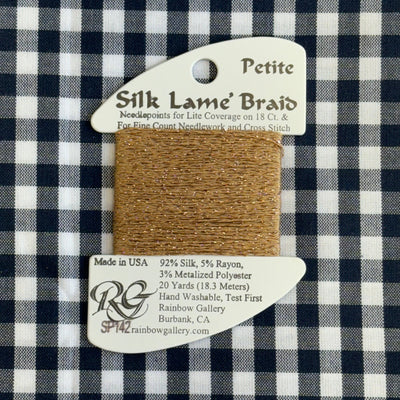 Petite
Silk Lamé Braid
Needlepoints for Lite Coverage on 18 Ct. &
For Fine Count Needlework and Cross Stitch
Made in USA
92% Silk, 5% Rayon,
3% Metalized Polyester
20 Yards (18.3 Meters)
Hand Washable, Test First
Rainbow Gallery
Burbank, CA
RG
SP142
rainbowgallery.com